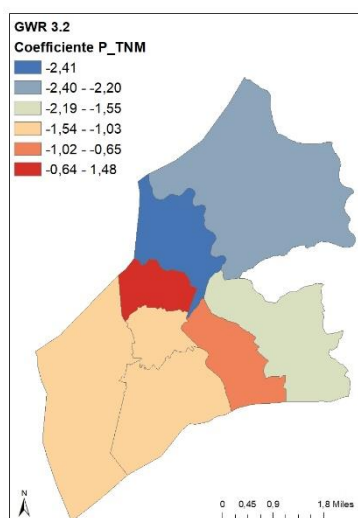 GWR 3.2
Coefficiente P_TNM
-2,41
-2,40 - -2,20
-2,19 - -1,55
-1,54 - -1,03
-1,02 - -0,65
-0,64 - 1,48
N
0 0,45 0,9 1,8 Miles